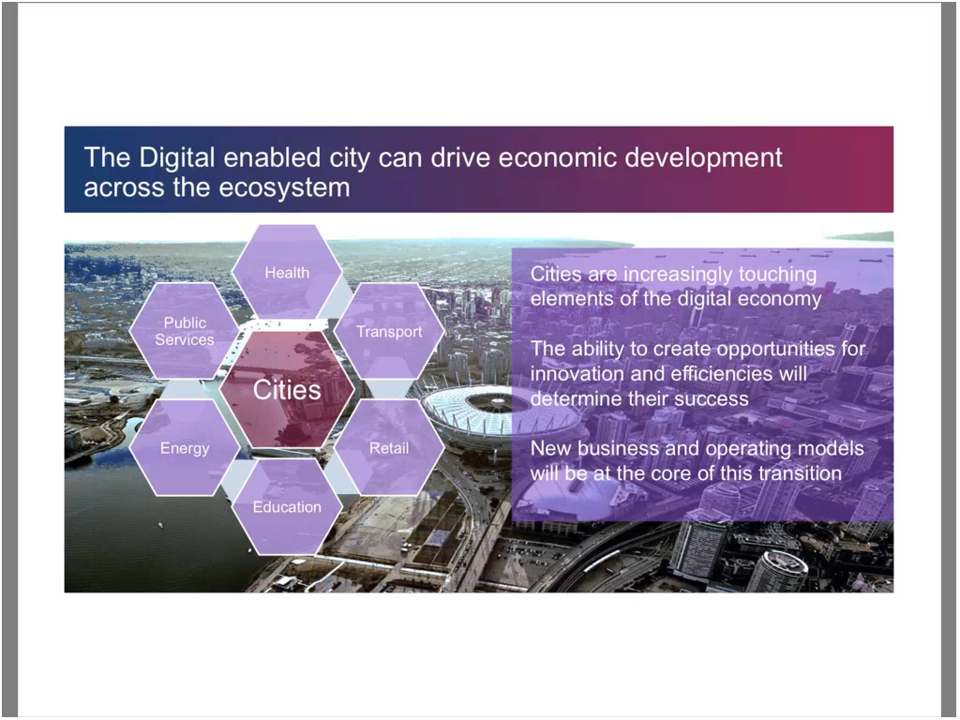 The Digital enabled city can drive economic development
across the ecosystem
Health
Public
Services
Transport
Cities
Energy
Retail
Education
Cities are increasingly touching
elements of the digital economy
The ability to create opportunities for
innovation and efficiencies will
determine their success
New business and operating models
will be at the core of this transition